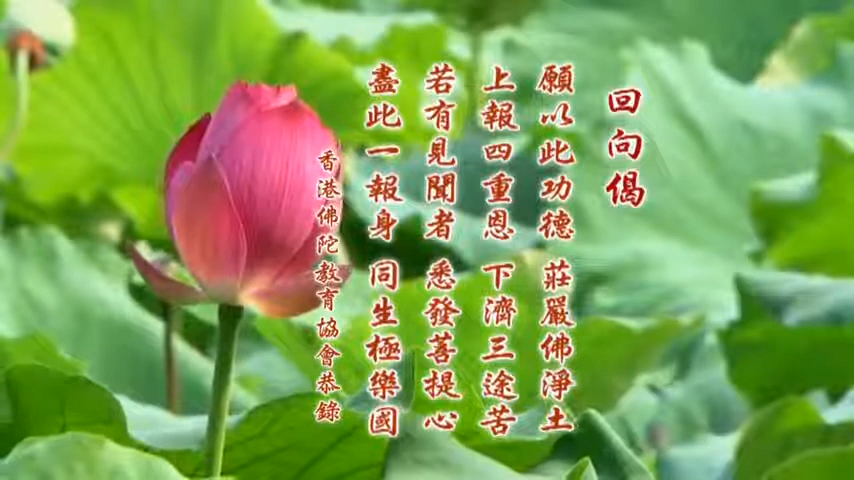 回向偈
願以此功德 莊嚴佛淨土
上報四重恩 下濟三途苦
若有見聞者 悉發菩提心
盡此一報身 同生極樂國
香港佛陀教育協會恭錄